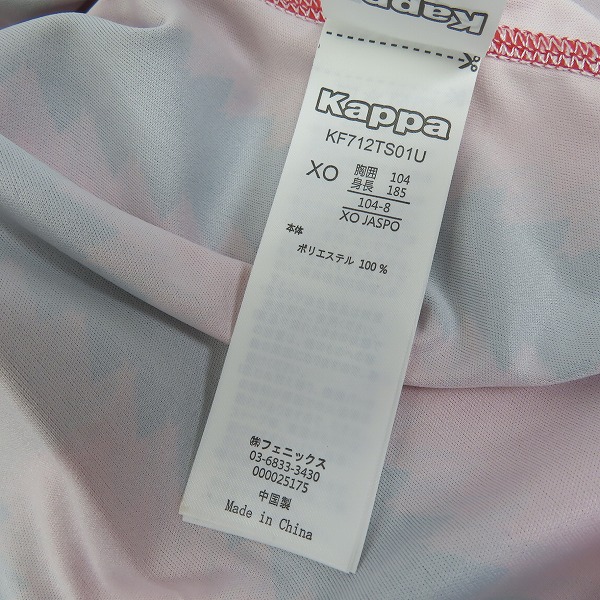 Kappa
Kappa
KF712TS01U
XO 胸囲 104
身長 185
104-8
XO JASPO
本体
ポリエステル 100 %
㈱フェニックス
03-6833-3430
000025175
中国製
Made in China